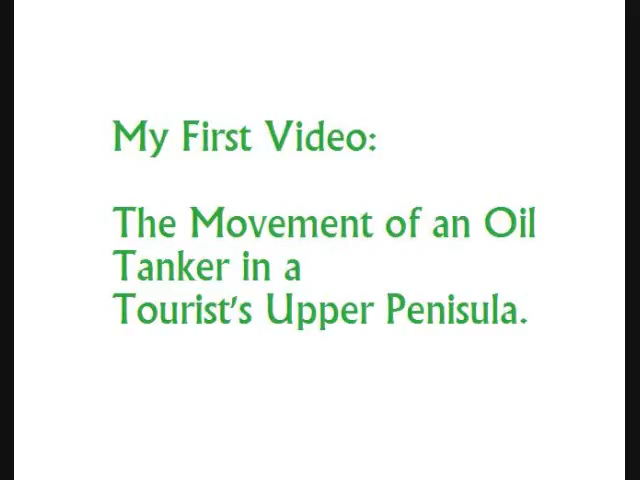 My First Video:
The Movement of an Oil
Tanker in a
Tourist's Upper Penisula.